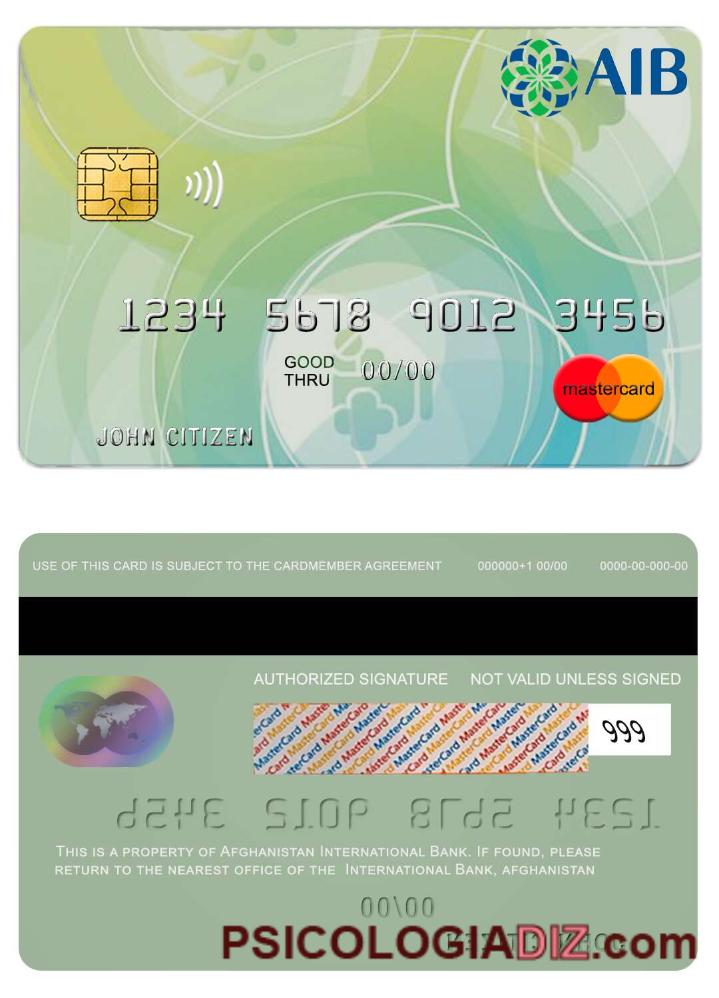 AIB
1234 5678 9012 3456
GOOD THRU 00/00
mastercard
JOHN CITIZEN
USE OF THIS CARD IS SUBJECT TO THE CARDMEMBER AGREEMENT 000000+1 00/00 0000-00-000-00
AUTHORIZED SIGNATURE NOT VALID UNLESS SIGNED
MasterCard MasterCard MasterCard
999
THIS IS A PROPERTY OF AFGHANISTAN INTERNATIONAL BANK. IF FOUND, PLEASE
RETURN TO THE NEAREST OFFICE OF THE INTERNATIONAL BANK, AFGHANISTAN
00\00
PSICOLOGIADIZ.com